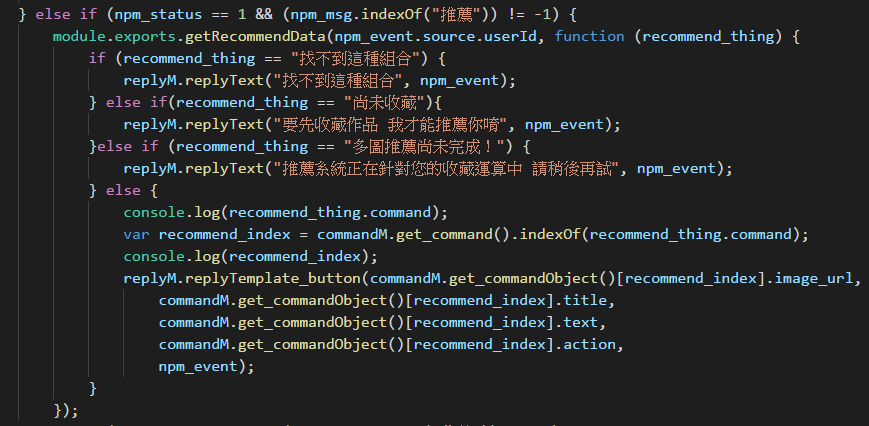 } else if (npm_status == 1 && (npm_msg.indexOf("推薦")) != -1) {
module.exports.getRecommendData(npm_event.source.userId, function (recommend_thing) {
if (recommend_thing == "找不到這種組合") {
replyM.replyText("找不到這種組合", npm_event);
} else if(recommend_thing == "尚未收藏"){
replyM.replyText("要先收藏作品 我才能推薦你唷", npm_event);
}else if (recommend_thing == "多圖推薦尚未完成！") {
replyM.replyText("推薦系統正在針對您的收藏運算中 請稍後再試", npm_event);
} else {
console.log(recommend_thing.command);
var recommend_index = commandM.get_command().indexOf(recommend_thing.command);
console.log(recommend_index);
replyM.replyTemplate_button(commandM.get_commandObject()[recommend_index].image_url,
commandM.get_commandObject()[recommend_index].title,
commandM.get_commandObject()[recommend_index].text,
commandM.get_commandObject()[recommend_index].action,
npm_event);
}
});